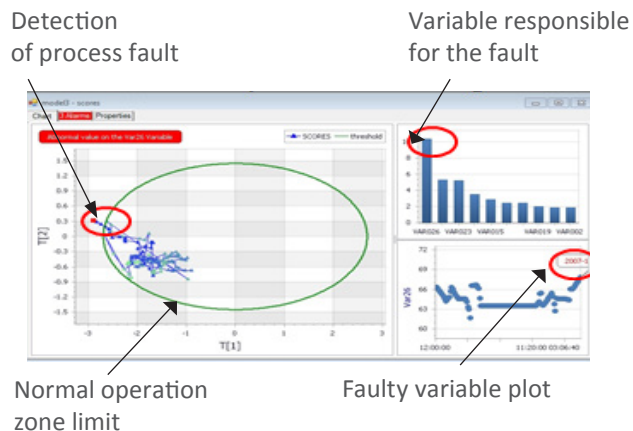 Detection
of process fault
Variable responsible
for the fault
model3 - scores
Chart 3 Alarms Properties
Abnormal value on the Var26 Variable
SCORES threshold
1.5
1.2
0.9
0.6
0.3
0
-0.3
-0.6
-0.9
-1.2
-1.5
T[2]
-3 -2 -1 0 1 2 3
T[1]
10
8
6
4
2
0
VAR026 VAR023 VAR015 VAR019 VAR002
72
69
66
63
60
Var26
2007-1
12:00:00 11:20:00 03:06:40
Normal operation
zone limit
Faulty variable plot